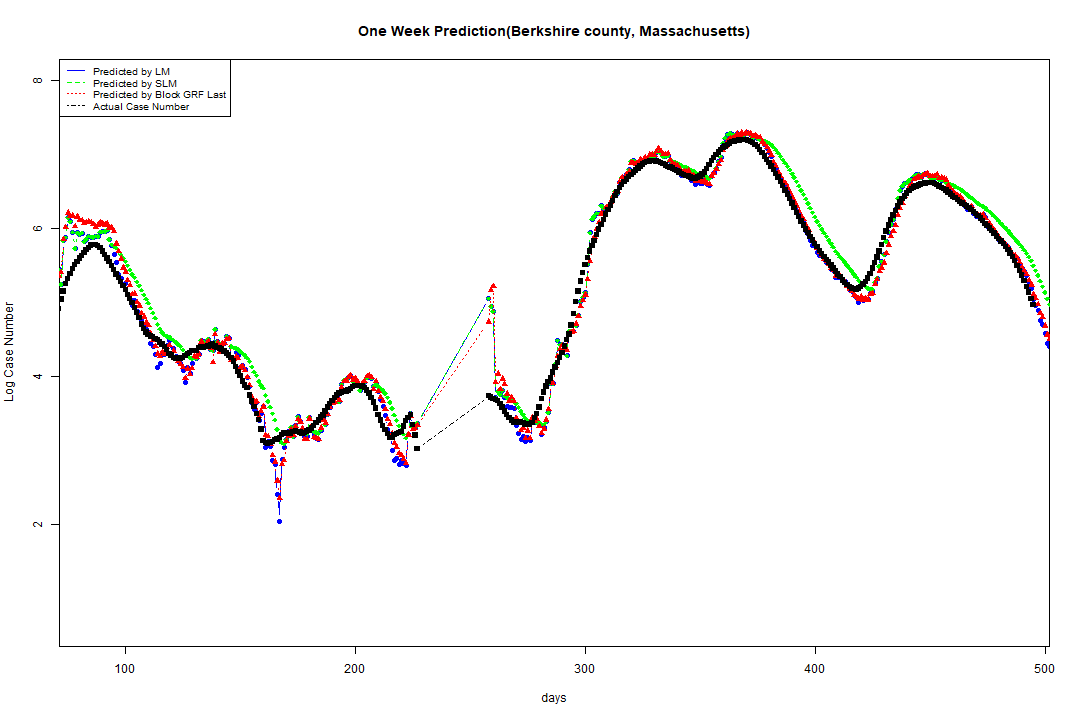 One Week Prediction(Berkshire county, Massachusetts)
Predicted by LM
Predicted by SLM
Predicted by Block GRF Last
Actual Case Number
8
6
4
2
Log Case Number
100 200 300 400 500
days